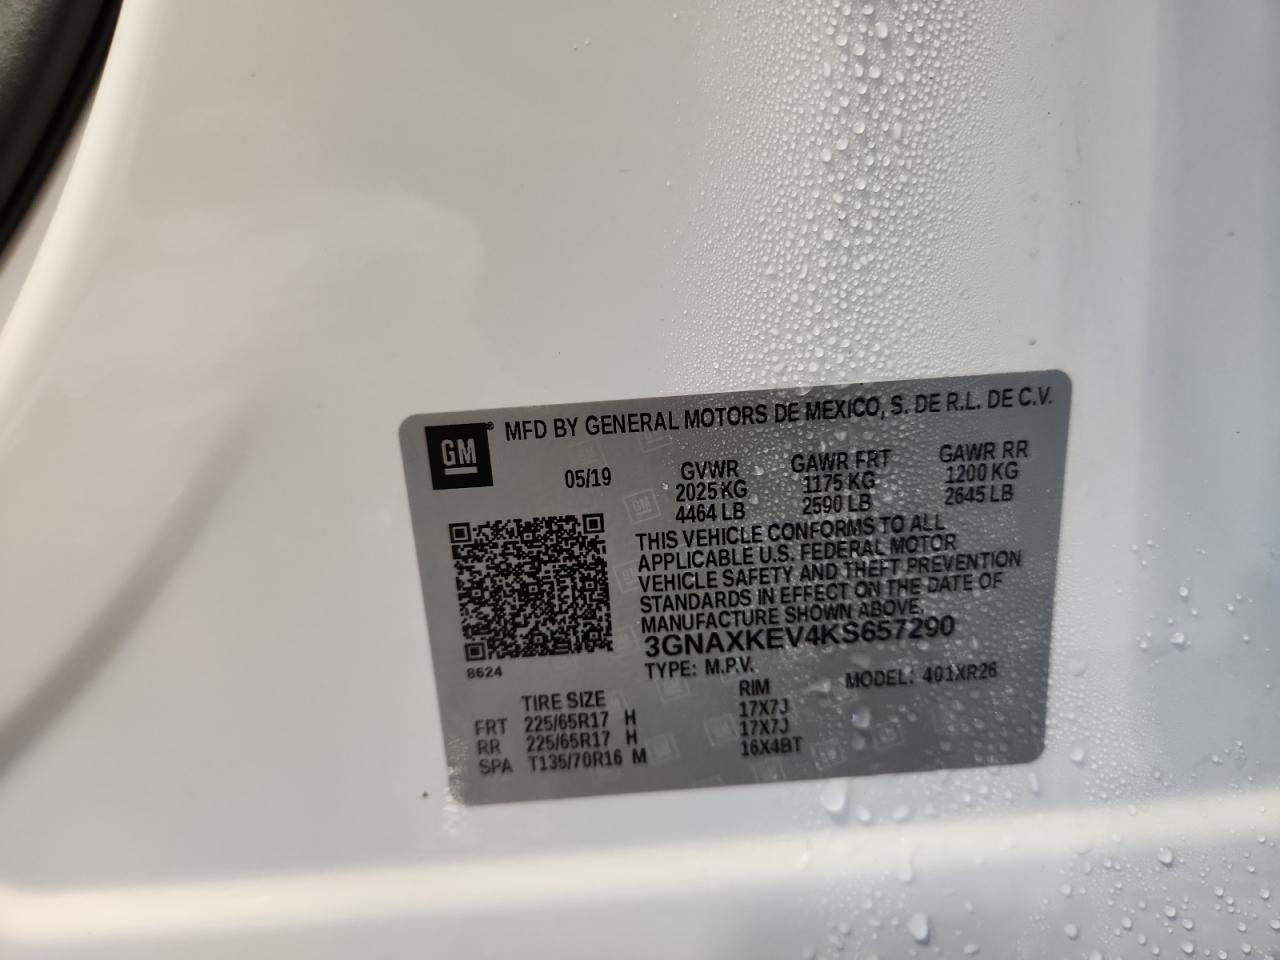 GM
MFD BY GENERAL MOTORS DE MEXICO, S. DE R.L. DE C.V.
05/19
GVWR
2025 KG
4464 LB
GAWR FRT
1175 KG
2590 LB
GAWR RR
1200 KG
2645 LB
THIS VEHICLE CONFORMS TO ALL
APPLICABLE U.S. FEDERAL MOTOR
VEHICLE SAFETY AND THEFT PREVENTION
STANDARDS IN EFFECT ON THE DATE OF
MANUFACTURE SHOWN ABOVE.
3GNAXKEV4KS657290
8624
TYPE: M.P.V. MODEL: 401XR26
TIRE SIZE RIM
FRT 225/65R17 H 17X7J
RR 225/65R17 H 17X7J
SPA T135/70R16 M 16X4BT